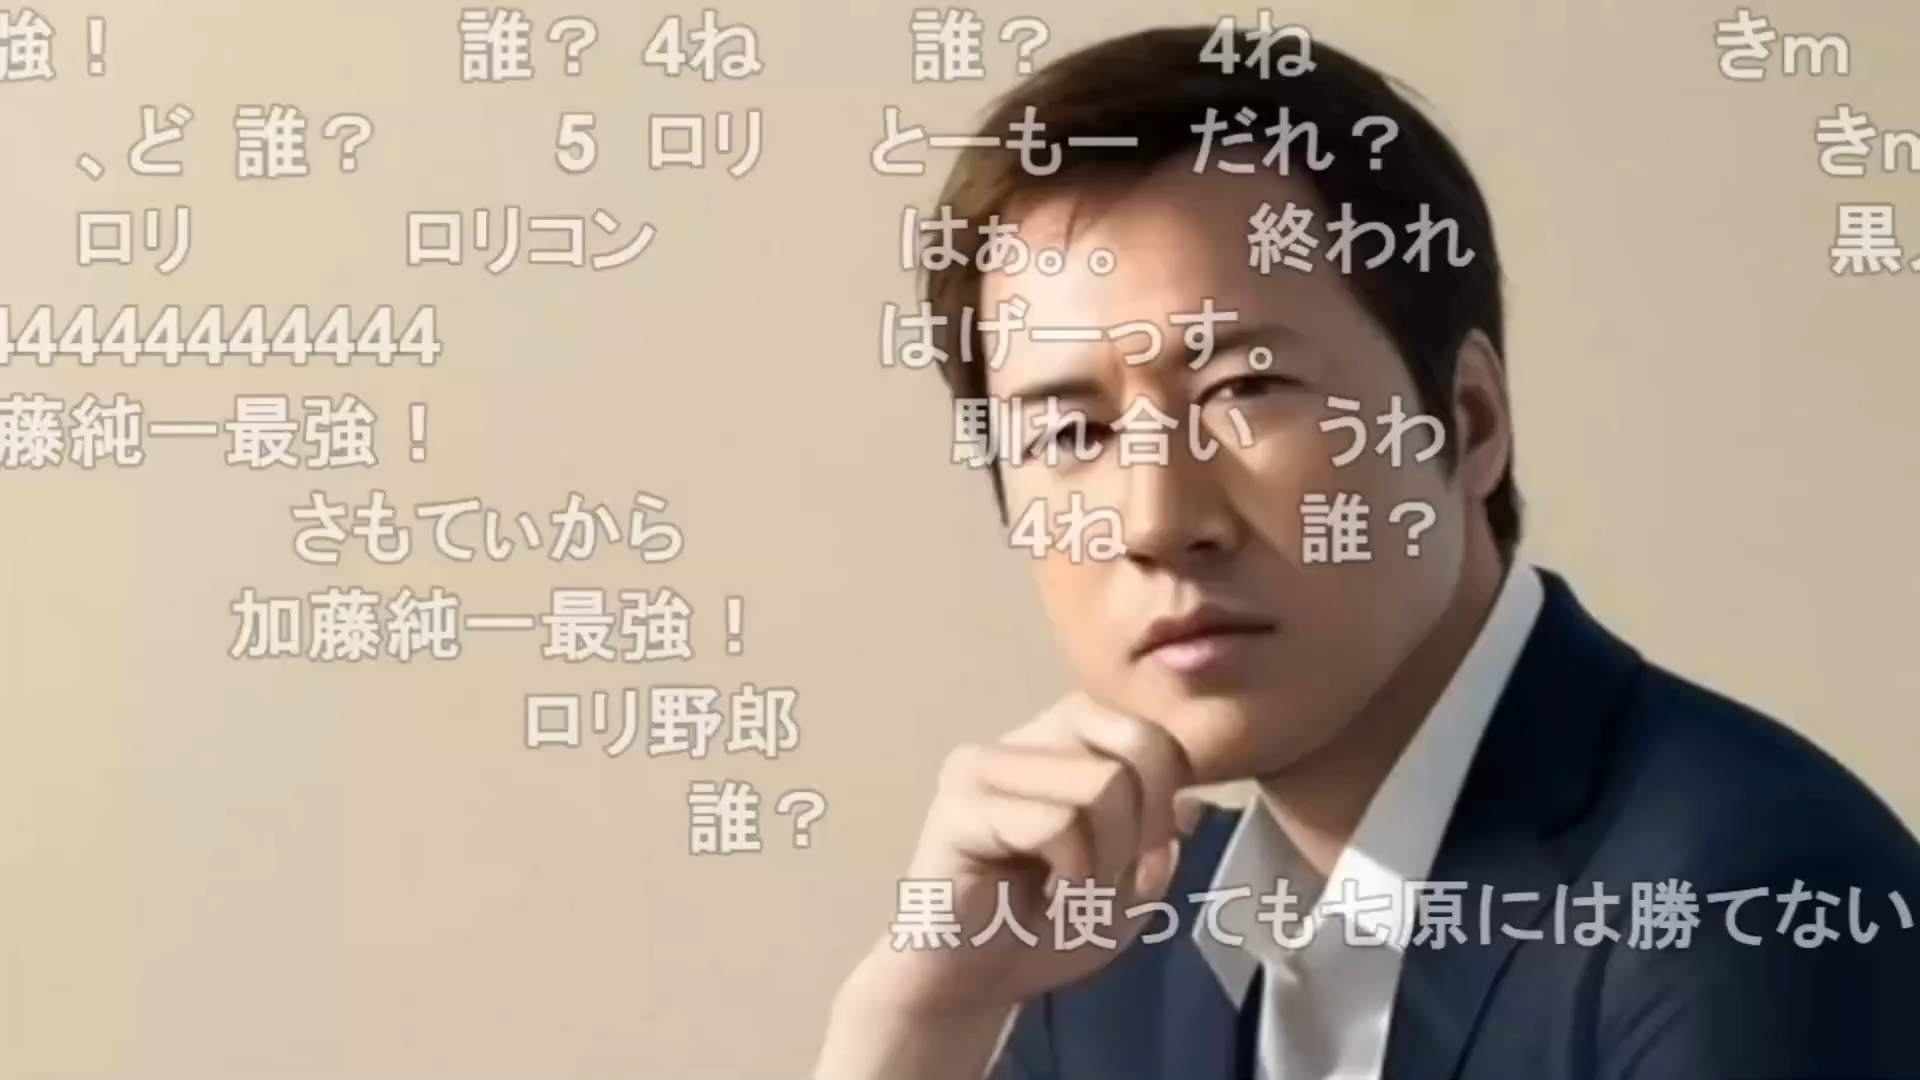 強！ 誰？ 4ね 誰？ 4ね きm
、ど 誰？ 5 ロリ とーもー だれ？ きm
ロリ ロリコン はぁ。。 終われ 黒人
44444444444
はげーっす。
藤純一最強！ 馴れ合い うわ
さもてぃから 4ね 誰？
加藤純一最強！
ロリ野郎
誰？
黒人使っても七原には勝てない